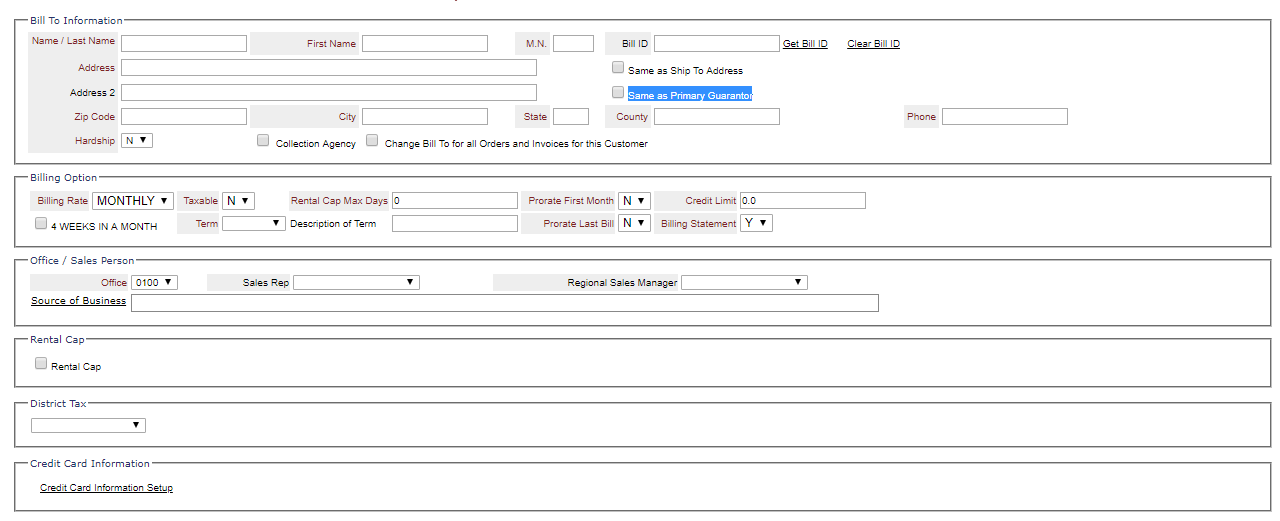 Bill To Information
Name / Last Name First Name M.N. Bill ID Get Bill ID Clear Bill ID
Address Same as Ship To Address
Address 2 Same as Primary Guarantor
Zip Code City State County Phone
Hardship N Collection Agency Change Bill To for all Orders and Invoices for this Customer
Billing Option
Billing Rate MONTHLY Taxable N Rental Cap Max Days 0 Prorate First Month N Credit Limit 0.0
4 WEEKS IN A MONTH Term Description of Term Prorate Last Bill N Billing Statement Y
Office / Sales Person
Office 0100 Sales Rep Regional Sales Manager
Source of Business
Rental Cap
Rental Cap
District Tax
Credit Card Information
Credit Card Information Setup